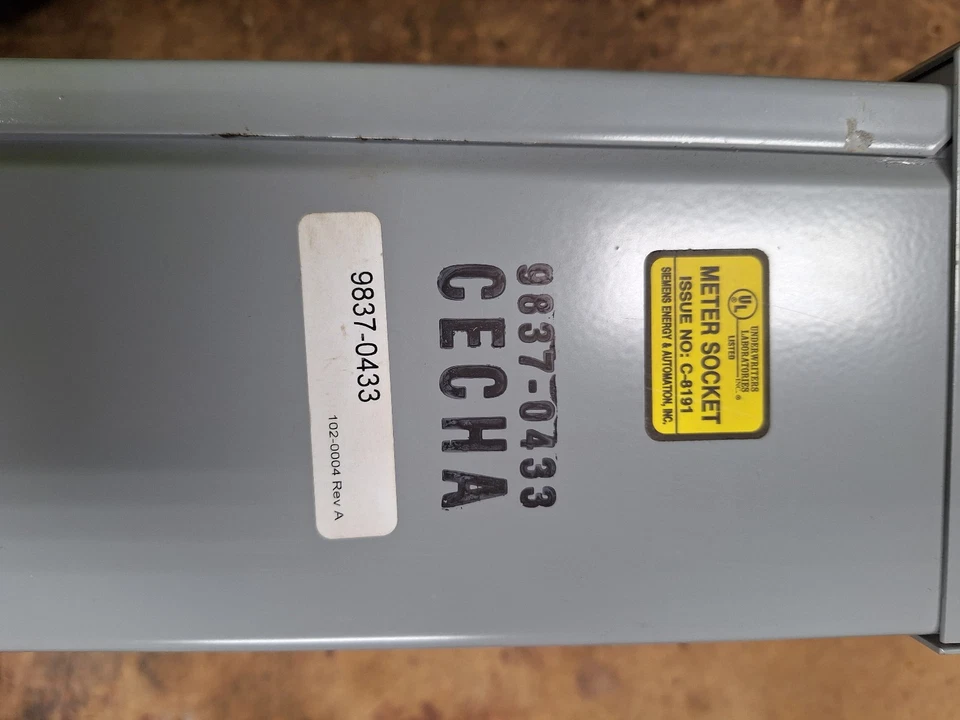 UL
®
UNDERWRITERS
LABORATORIES
INC. ®
LISTED
METER SOCKET
ISSUE NO: C-8191
SIEMENS ENERGY & AUTOMATION, INC.
9837-0433
CECHA
9837-0433
102-0004 Rev A